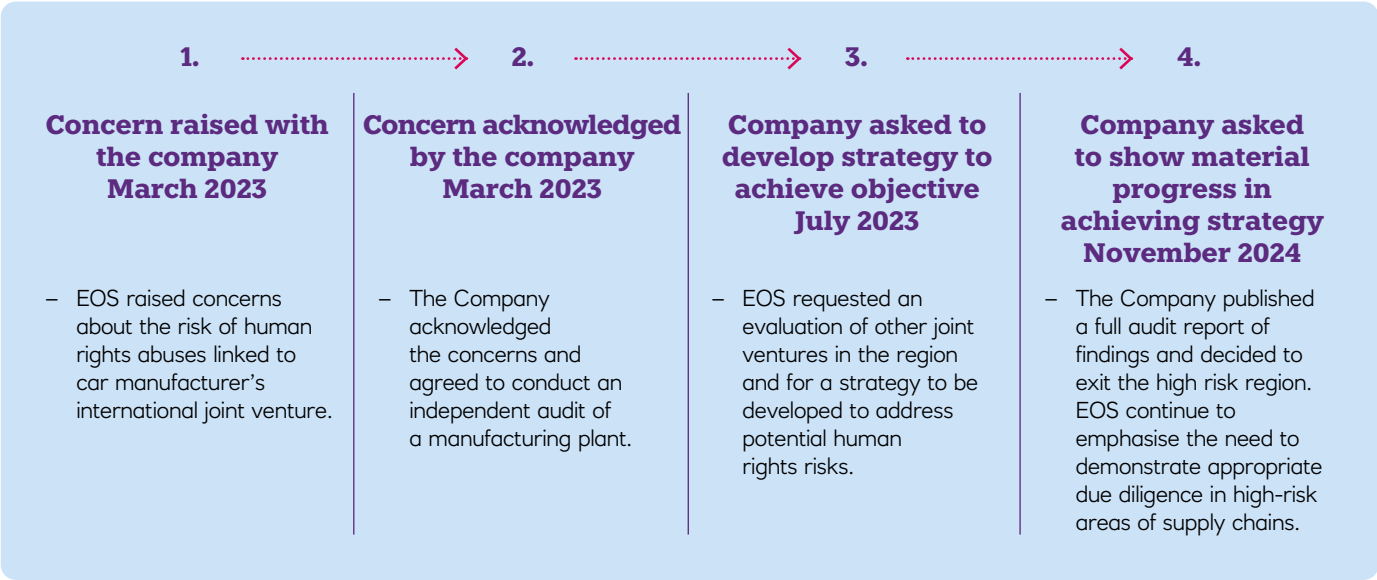 1.
2.
3.
4.
Concern raised with
the company
March 2023
– EOS raised concerns
about the risk of human
rights abuses linked to
car manufacturer’s
international joint venture.
Concern acknowledged
by the company
March 2023
– The Company
acknowledged
the concerns and
agreed to conduct an
independent audit of
a manufacturing plant.
Company asked to
develop strategy to
achieve objective
July 2023
– EOS requested an
evaluation of other joint
ventures in the region
and for a strategy to be
developed to address
potential human
rights risks.
Company asked
to show material
progress in
achieving strategy
November 2024
– The Company published
a full audit report of
findings and decided to
exit the high risk region.
EOS continue to
emphasise the need to
demonstrate appropriate
due diligence in high-risk
areas of supply chains.